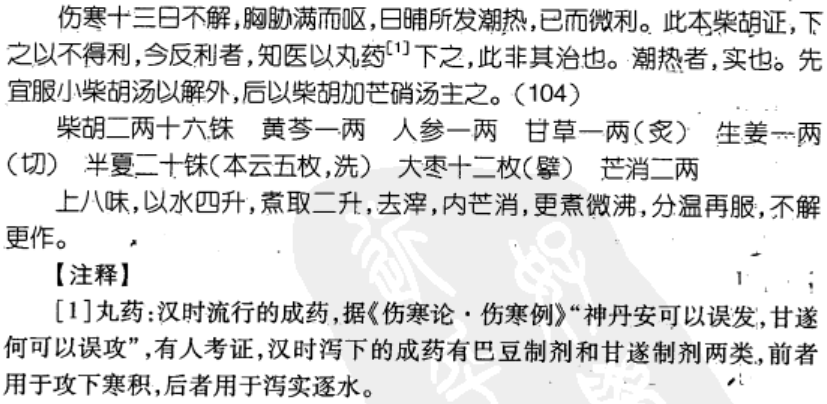 伤寒十三日不解，胸胁满而呕，日晡所发潮热，已而微利。此本柴胡证，下
之以不得利，今反利者，知医以丸药[1]下之，此非其治也。潮热者，实也。先
宜服小柴胡汤以解外，后以柴胡加芒硝汤主之。（104）
柴胡二两十六铢　黄芩一两　人参一两　甘草一两（炙）　生姜一两
（切）　半夏二十铢（本云五枚，洗）　大枣十二枚（擘）　芒消二两
上八味，以水四升，煮取二升，去滓，内芒消，更煮微沸，分温再服，不解
更作。
【注释】
[1]丸药：汉时流行的成药，据《伤寒论·伤寒例》“神丹安可以误发，甘遂
何可以误攻”，有人考证，汉时泻下的成药有巴豆制剂和甘遂制剂两类，前者
用于攻下寒积，后者用于泻实逐水。